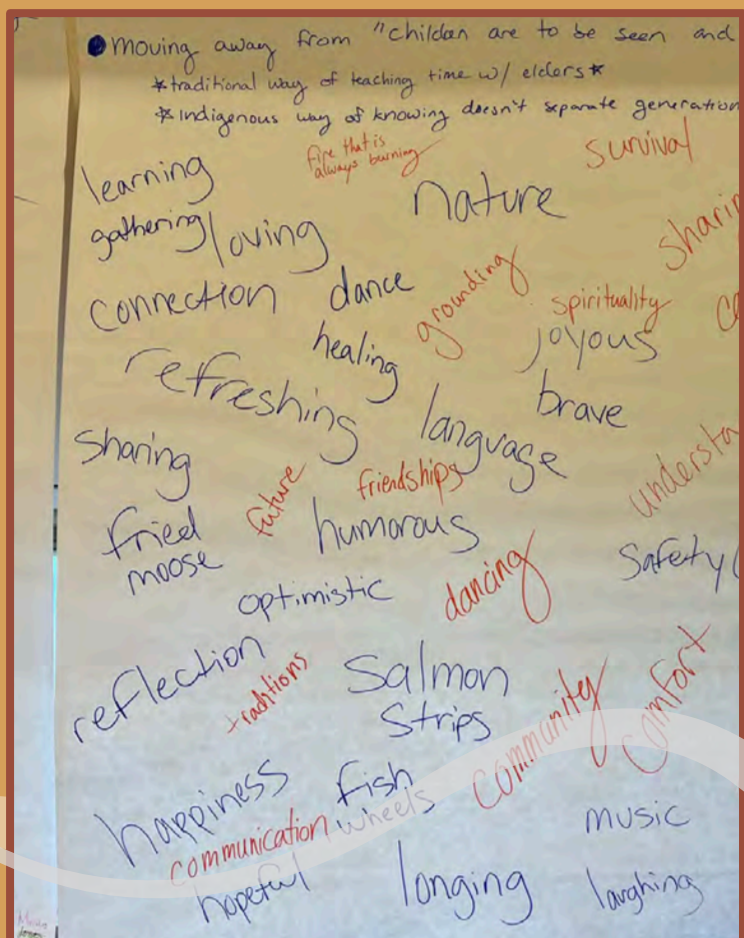 moving away from "childen are to be seen and
*traditional way of teaching time w/ elders*
*Indigenous way of knowing doesn't separate generation
fire that is
always burning
survival
learning
nature
gathering
loving
sharin
connection
dance
grounding
spirituality
healing
joyous
refreshing
brave
language
sharing
future
friendships
understa
fried
moose
humorous
safety
optimistic
dancing
reflection
traditions
salmon
strips
community
comfort
happiness
fish
wheels
communication
music
hopeful
longing
laughing